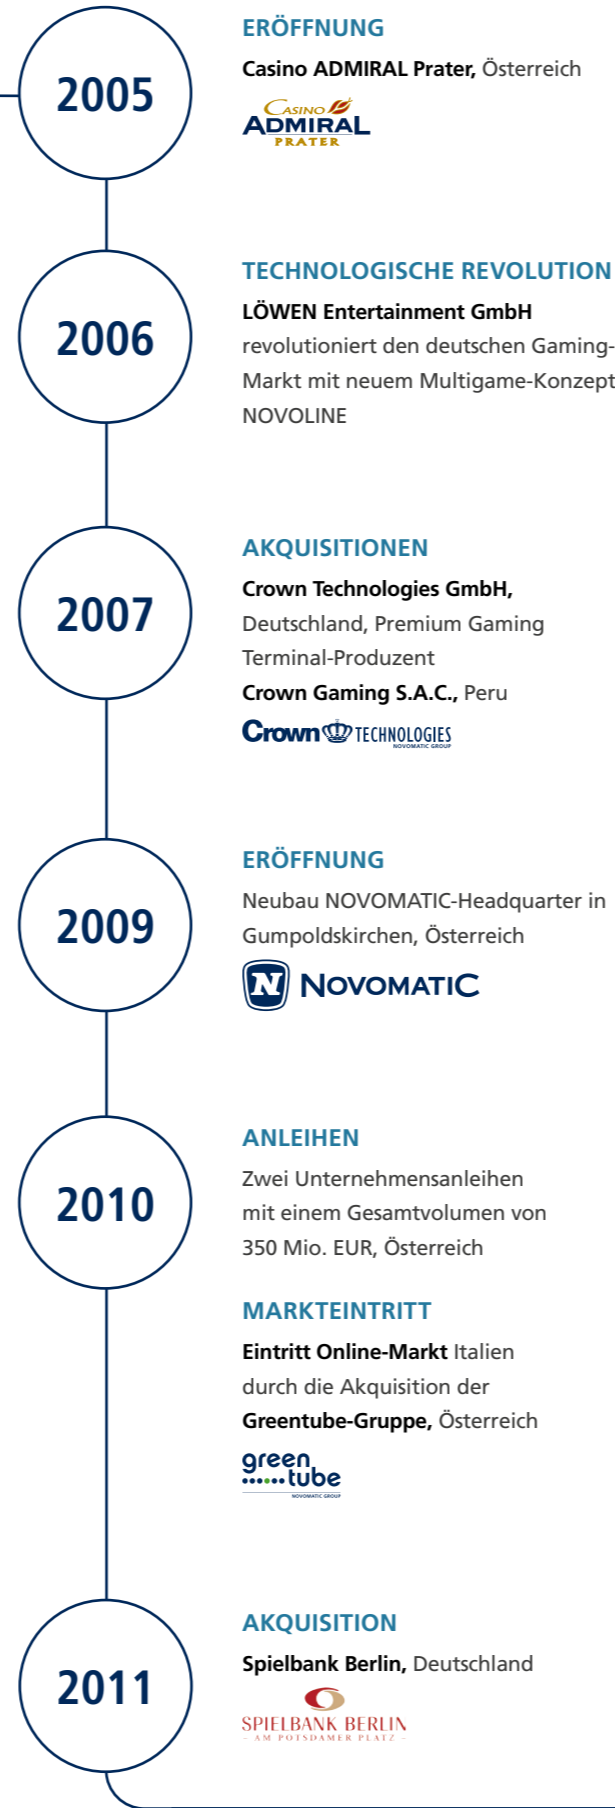 2005
ERÖFFNUNG
Casino ADMIRAL Prater, Österreich
CASINO
ADMIRAL
PRATER
2006
TECHNOLOGISCHE REVOLUTION
LÖWEN Entertainment GmbH
revolutioniert den deutschen Gaming-
Markt mit neuem Multigame-Konzept
NOVOLINE
2007
AKQUISITIONEN
Crown Technologies GmbH,
Deutschland, Premium Gaming
Terminal-Produzent
Crown Gaming S.A.C., Peru
Crown TECHNOLOGIES
NOVOMATIC GROUP
2009
ERÖFFNUNG
Neubau NOVOMATIC-Headquarter in
Gumpoldskirchen, Österreich
N NOVOMATIC
2010
ANLEIHEN
Zwei Unternehmensanleihen
mit einem Gesamtvolumen von
350 Mio. EUR, Österreich
MARKTEINTRITT
Eintritt Online-Markt Italien
durch die Akquisition der
Greentube-Gruppe, Österreich
green
tube
NOVOMATIC GROUP
2011
AKQUISITION
Spielbank Berlin, Deutschland
SPIELBANK BERLIN
– AM POTSDAMER PLATZ –